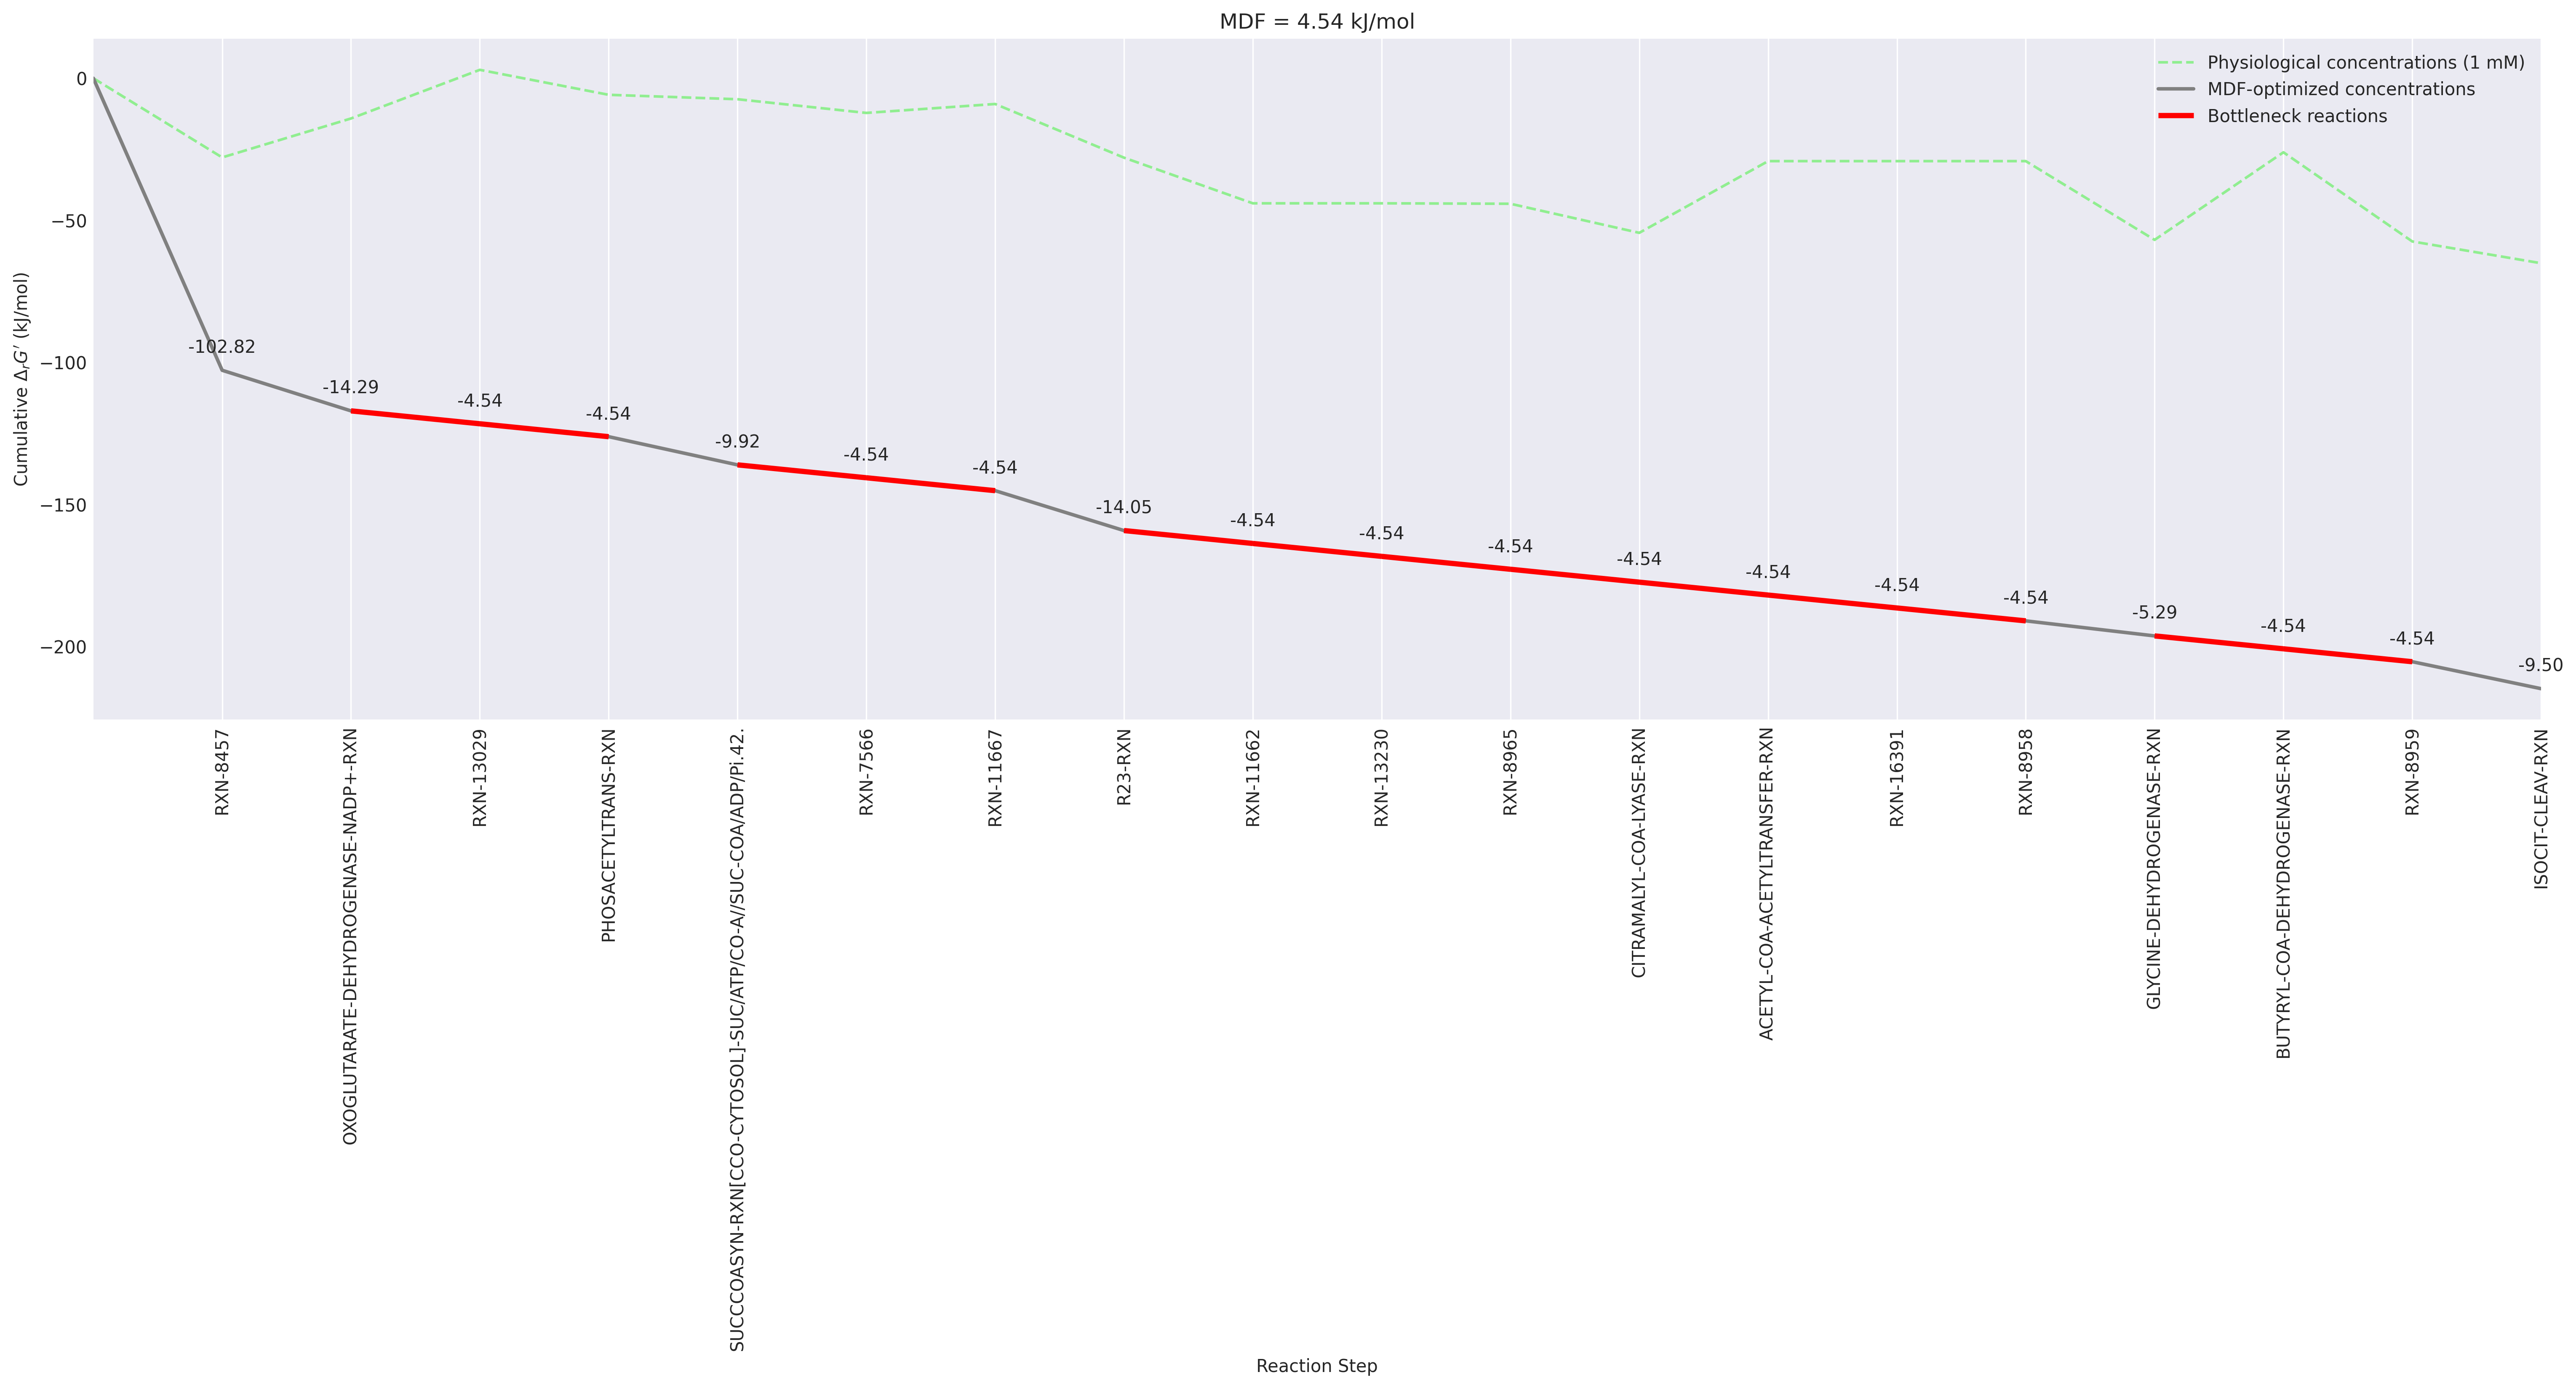 MDF = 4.54 kJ/mol
Physiological concentrations (1 mM)
MDF-optimized concentrations
Bottleneck reactions
Cumulative ΔrG′ (kJ/mol)
0
−50
−100
−150
−200
-102.82
-14.29
-4.54
-4.54
-9.92
-4.54
-4.54
-14.05
-4.54
-4.54
-4.54
-4.54
-4.54
-4.54
-4.54
-5.29
-4.54
-4.54
-9.50
RXN-8457
OXOGLUTARATE-DEHYDROGENASE-NADP+-RXN
RXN-13029
PHOSACETYLTRANS-RXN
SUCCCOASYN-RXN[CCO-CYTOSOL]-SUC/ATP/CO-A//SUC-COA/ADP/Pi.42.
RXN-7566
RXN-11667
R23-RXN
RXN-11662
RXN-13230
RXN-8965
CITRAMALYL-COA-LYASE-RXN
ACETYL-COA-ACETYLTRANSFER-RXN
RXN-16391
RXN-8958
GLYCINE-DEHYDROGENASE-RXN
BUTYRYL-COA-DEHYDROGENASE-RXN
RXN-8959
ISOCIT-CLEAV-RXN
Reaction Step